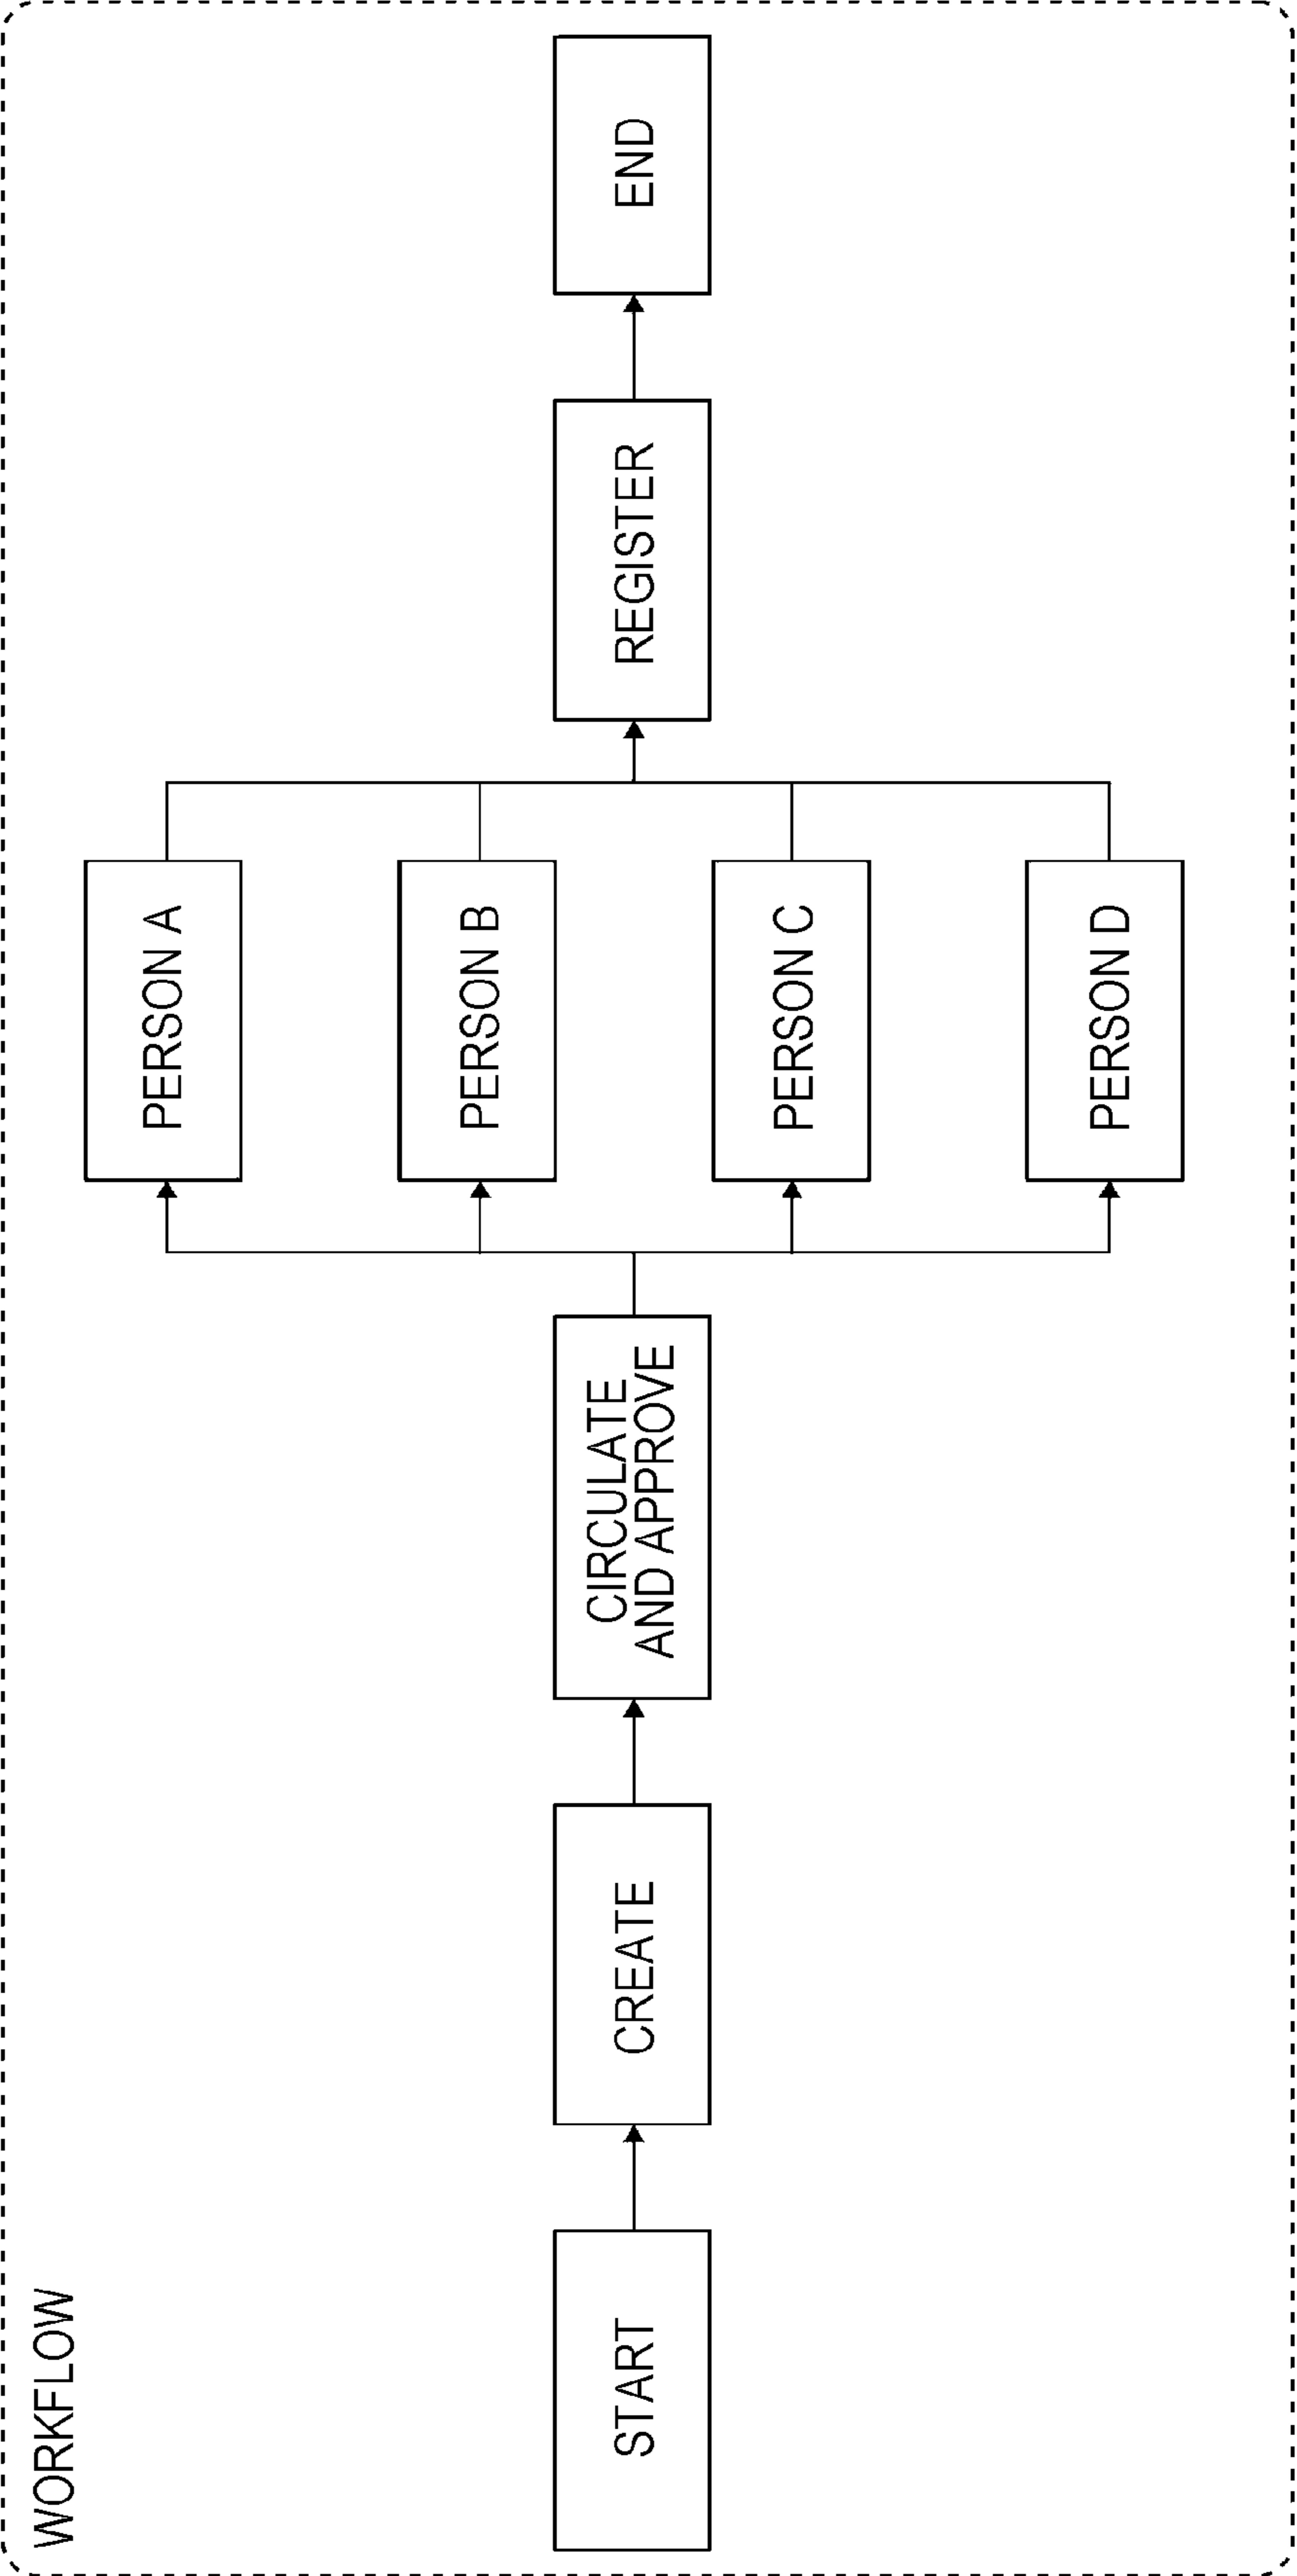 WORKFLOW
START
CREATE
CIRCULATE
AND APPROVE
PERSON A
PERSON B
PERSON C
PERSON D
REGISTER
END